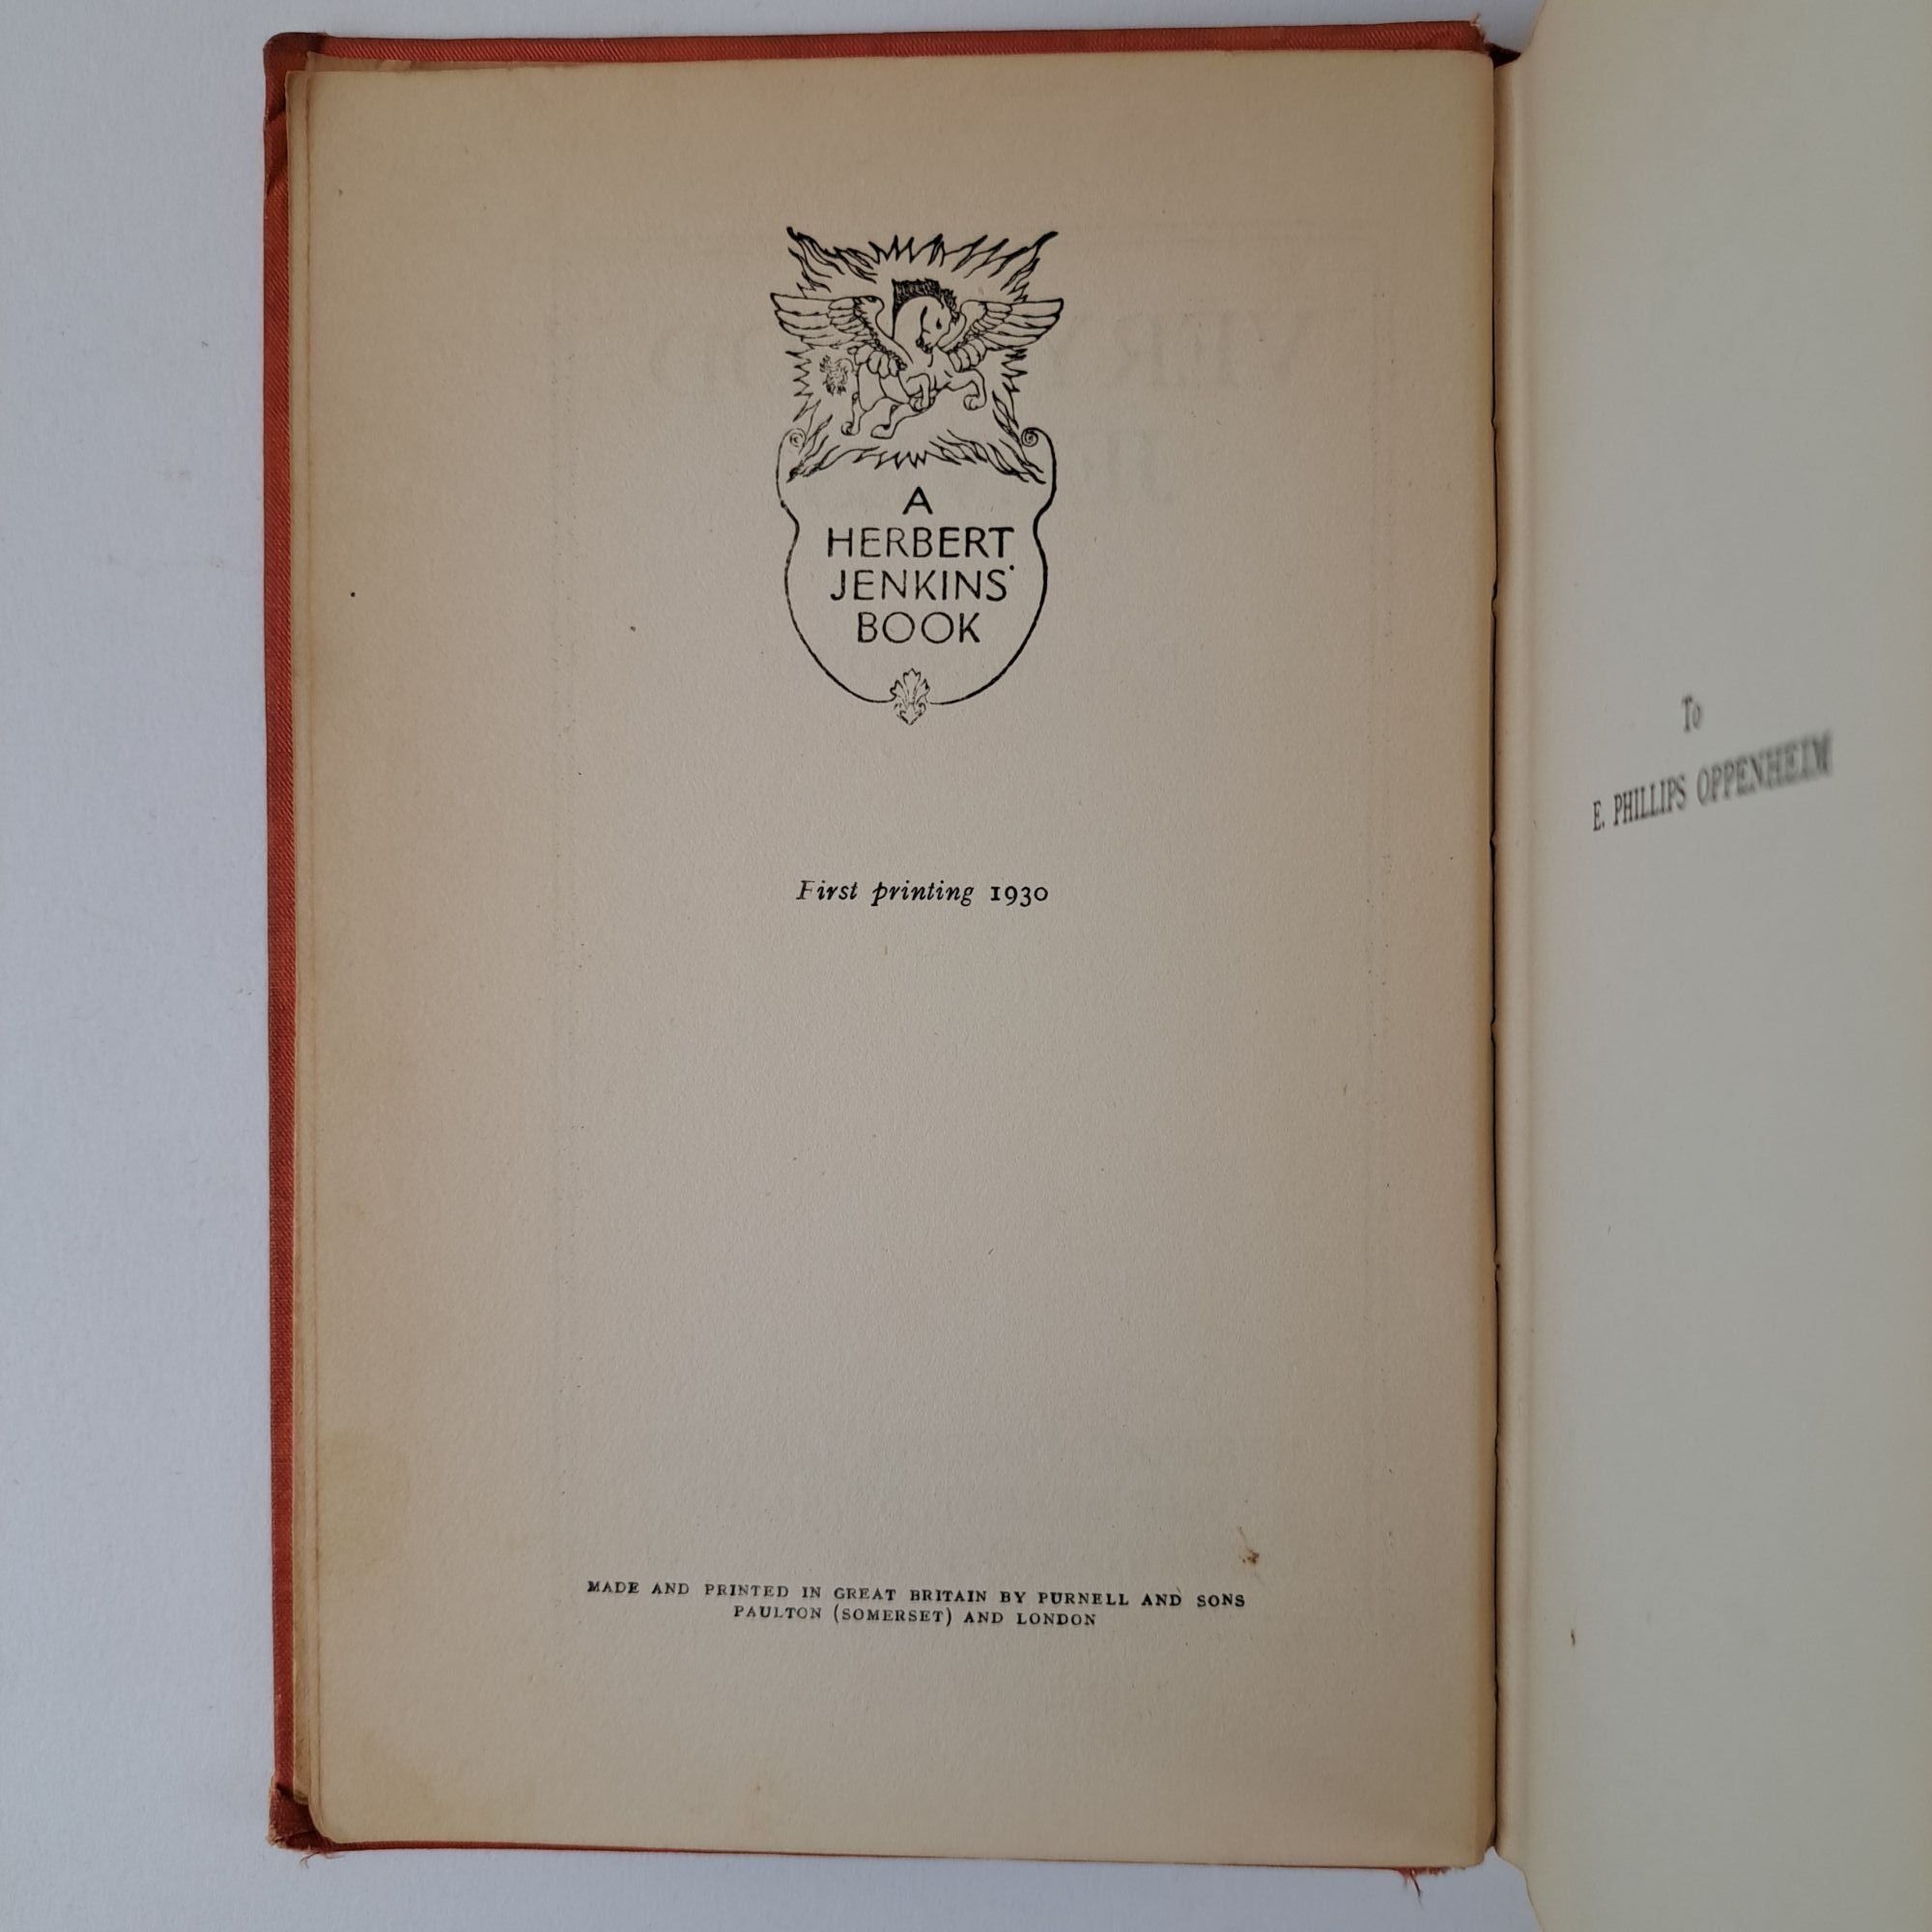 A
HERBERT
JENKINS'
BOOK
First printing 1930
MADE AND PRINTED IN GREAT BRITAIN BY PURNELL AND SONS
PAULTON (SOMERSET) AND LONDON
To
E. PHILLIPS OPPENHEIM